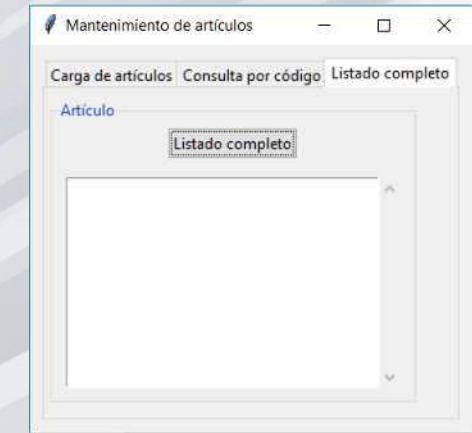 Mantenimiento de artículos
Carga de artículos Consulta por código Listado completo
Artículo
Listado completo